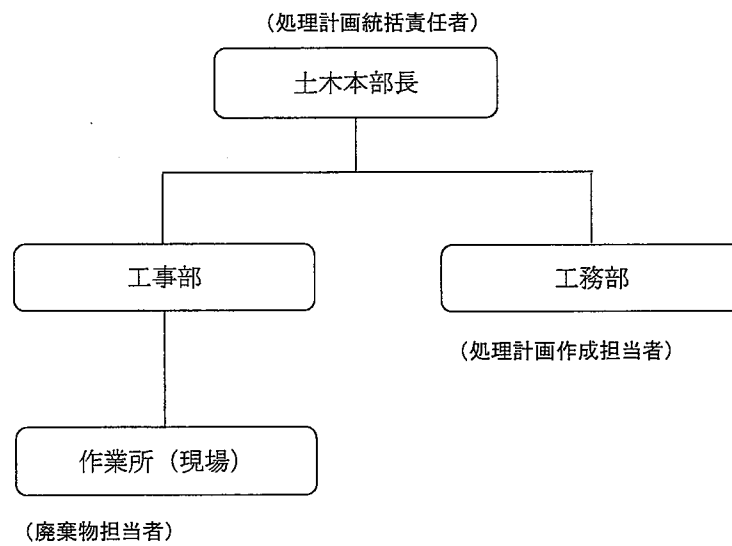 (処理計画統括責任者)
土木本部長
工事部
工務部
(処理計画作成担当者)
作業所(現場)
(廃棄物担当者)